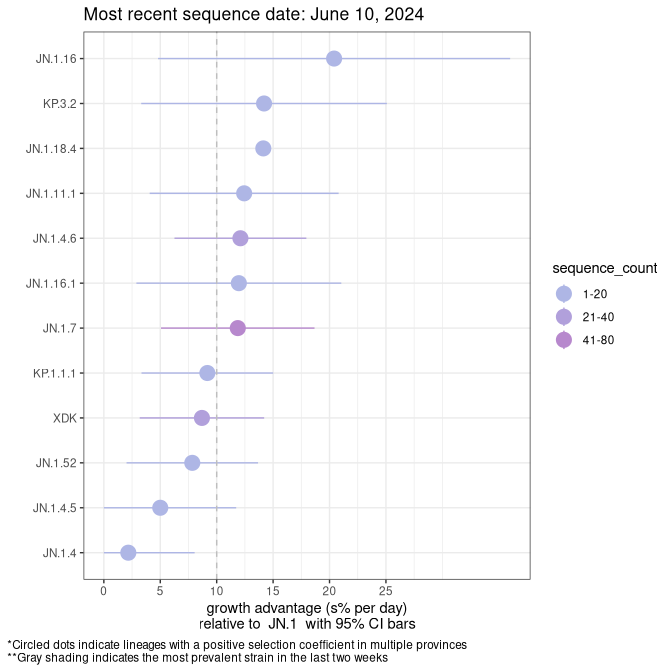 Most recent sequence date: June 10, 2024
JN.1.16
KP.3.2
JN.1.18.4
JN.1.11.1
JN.1.4.6
JN.1.16.1
JN.1.7
KP.1.1.1
XDK
JN.1.52
JN.1.4.5
JN.1.4
0 5 10 15 20 25
growth advantage (s% per day)
relative to JN.1 with 95% CI bars
sequence_count
1-20
21-40
41-80
*Circled dots indicate lineages with a positive selection coefficient in multiple provinces
**Gray shading indicates the most prevalent strain in the last two weeks